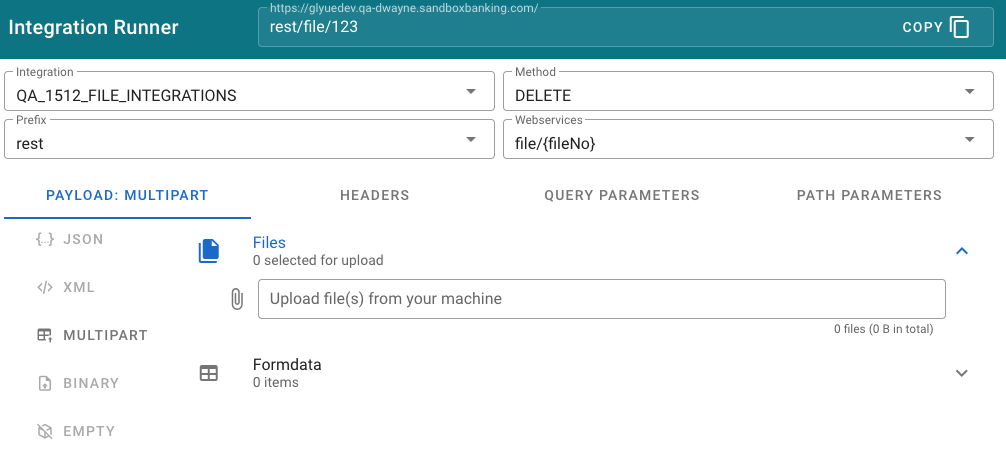 Integration Runner
https://glyuedev.qa-dwayne.sandboxbanking.com/
rest/file/123
COPY
Integration
QA_1512_FILE_INTEGRATIONS
Method
DELETE
Prefix
rest
Webservices
file/{fileNo}
PAYLOAD: MULTIPART
HEADERS
QUERY PARAMETERS
PATH PARAMETERS
JSON
XML
MULTIPART
BINARY
EMPTY
Files
0 selected for upload
Upload file(s) from your machine
0 files (0 B in total)
Formdata
0 items